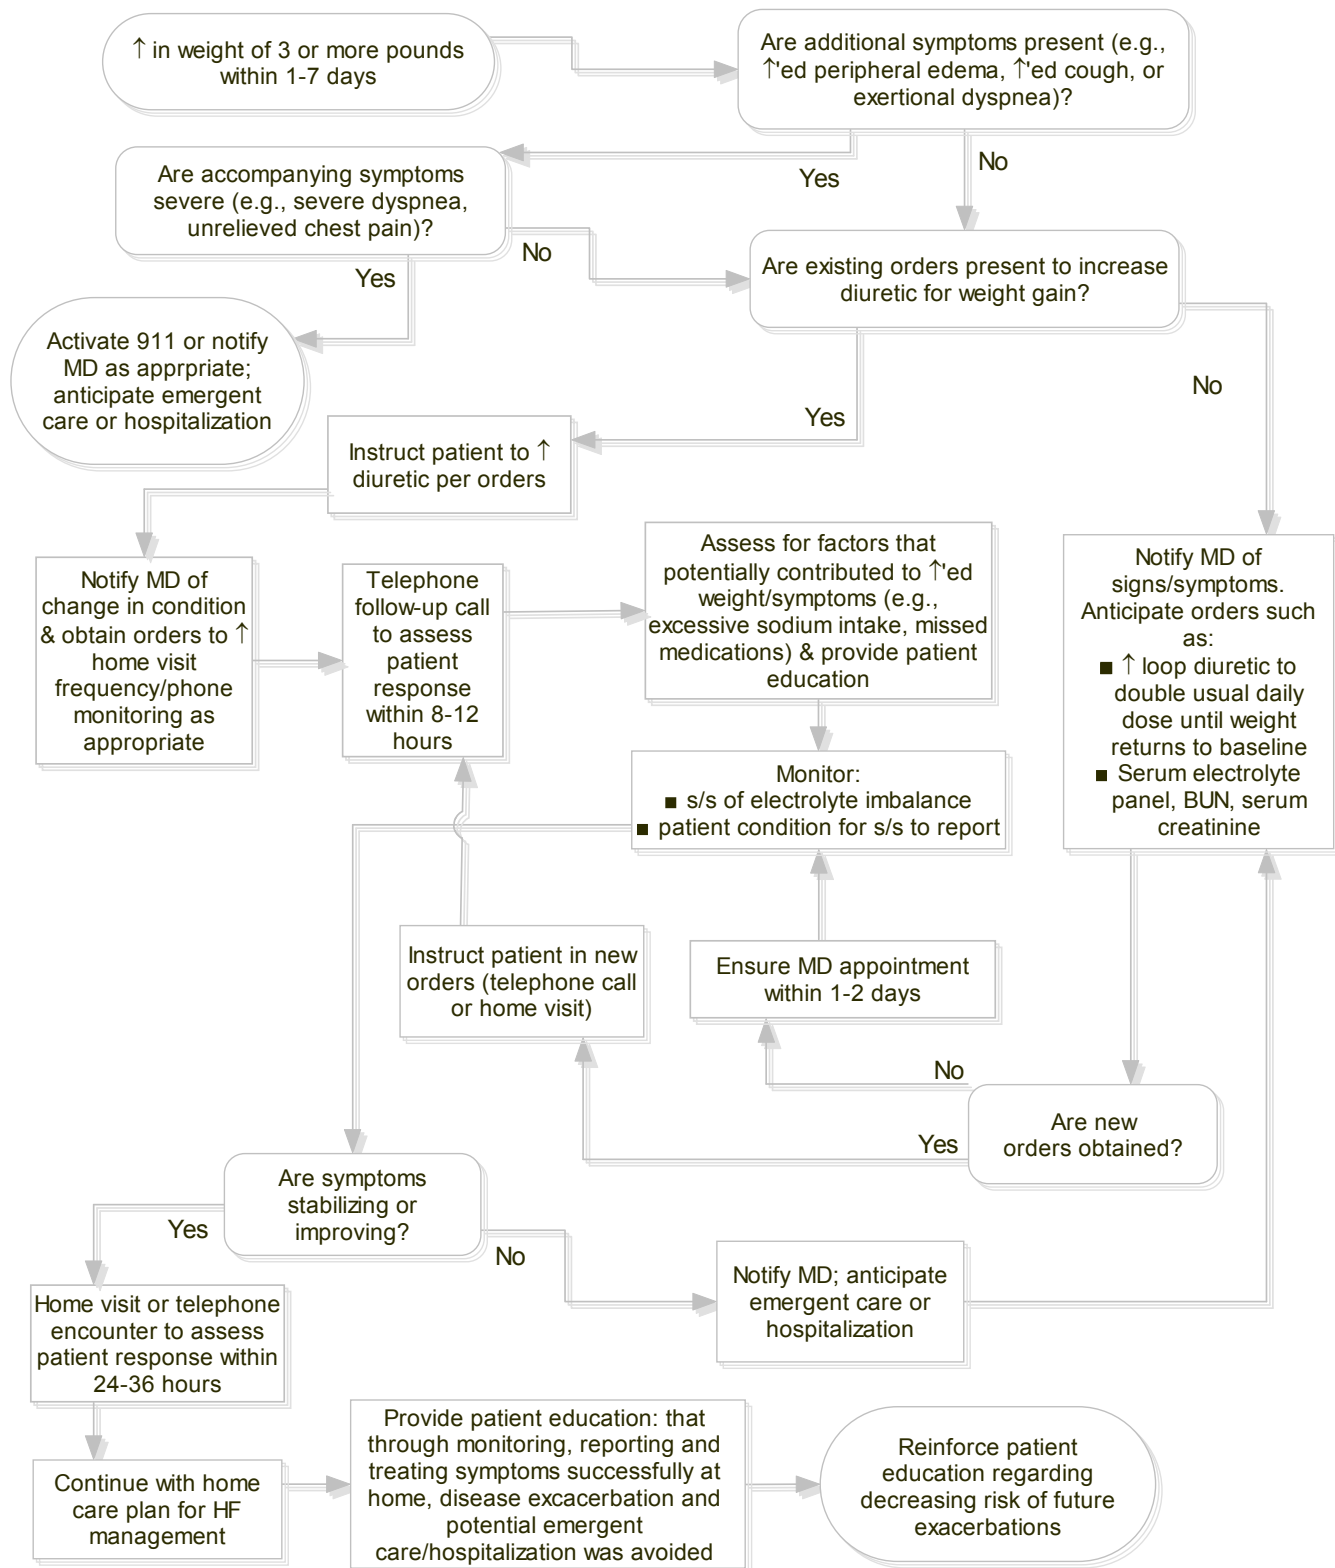 ↑ in weight of 3 or more pounds
within 1-7 days
Are additional symptoms present (e.g.,
↑'ed peripheral edema, ↑'ed cough, or
exertional dyspnea)?
Yes
No
Are accompanying symptoms
severe (e.g., severe dyspnea,
unrelieved chest pain)?
Yes
No
Are existing orders present to increase
diuretic for weight gain?
Yes
No
Activate 911 or notify
MD as apprpriate;
anticipate emergent
care or hospitalization
Instruct patient to ↑
diuretic per orders
Notify MD of
change in condition
& obtain orders to ↑
home visit
frequency/phone
monitoring as
appropriate
Telephone
follow-up call
to assess
patient
response
within 8-12
hours
Assess for factors that
potentially contributed to ↑'ed
weight/symptoms (e.g.,
excessive sodium intake, missed
medications) & provide patient
education
Notify MD of
signs/symptoms.
Anticipate orders such
as:
■ ↑ loop diuretic to
double usual daily
dose until weight
returns to baseline
■ Serum electrolyte
panel, BUN, serum
creatinine
Monitor:
■ s/s of electrolyte imbalance
■ patient condition for s/s to report
Instruct patient in new
orders (telephone call
or home visit)
Ensure MD appointment
within 1-2 days
No
Yes
Are new
orders obtained?
Are symptoms
stabilizing or
improving?
Yes
No
Notify MD; anticipate
emergent care or
hospitalization
Home visit or telephone
encounter to assess
patient response within
24-36 hours
Continue with home
care plan for HF
management
Provide patient education: that
through monitoring, reporting and
treating symptoms successfully at
home, disease excacerbation and
potential emergent
care/hospitalization was avoided
Reinforce patient
education regarding
decreasing risk of future
exacerbations